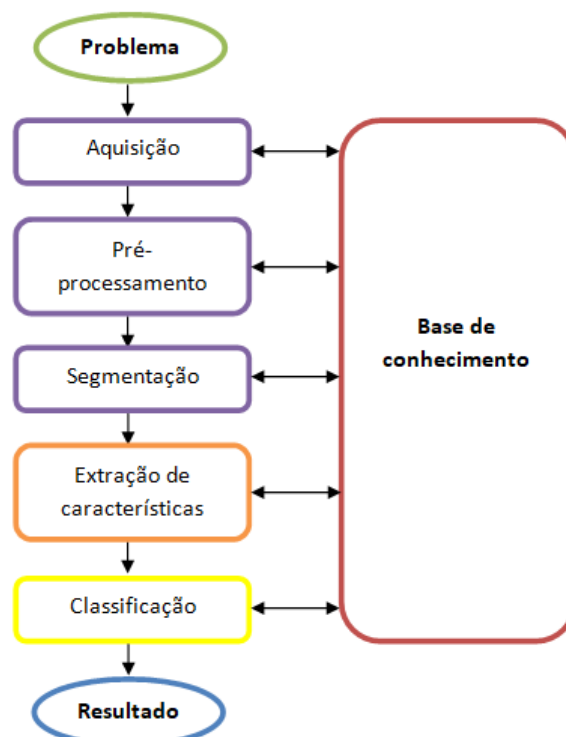 Problema
Aquisição
Pré-
processamento
Segmentação
Extração de
características
Classificação
Resultado
Base de
conhecimento